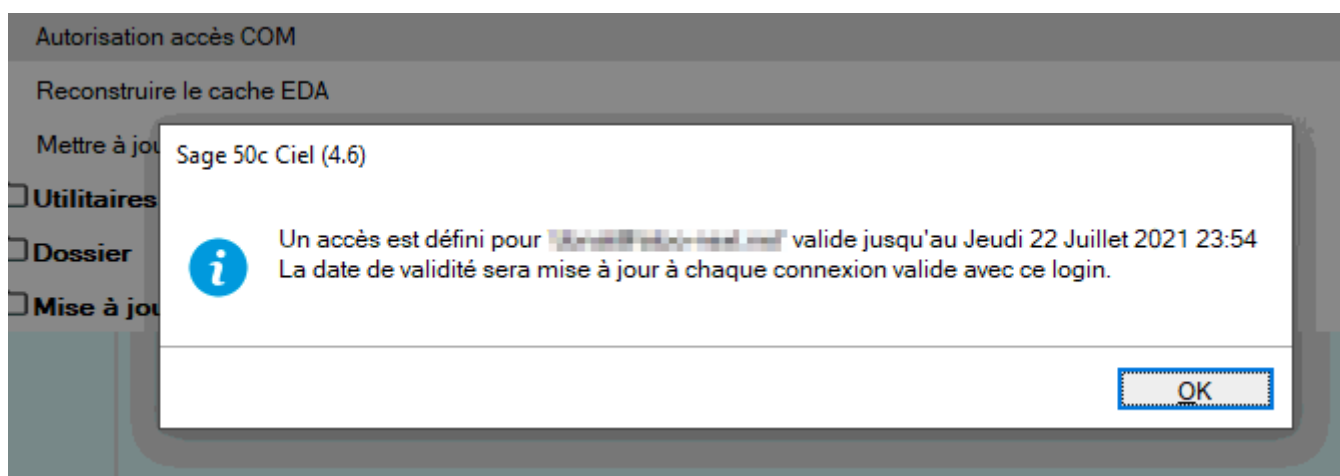 Autorisation accès COM
Reconstruire le cache EDA
Mettre à jou
Sage 50c Ciel (4.6)
Utilitaires
Un accès est défini pour valide jusqu'au Jeudi 22 Juillet 2021 23:54
Dossier
La date de validité sera mise à jour à chaque connexion valide avec ce login.
Mise à jou
OK